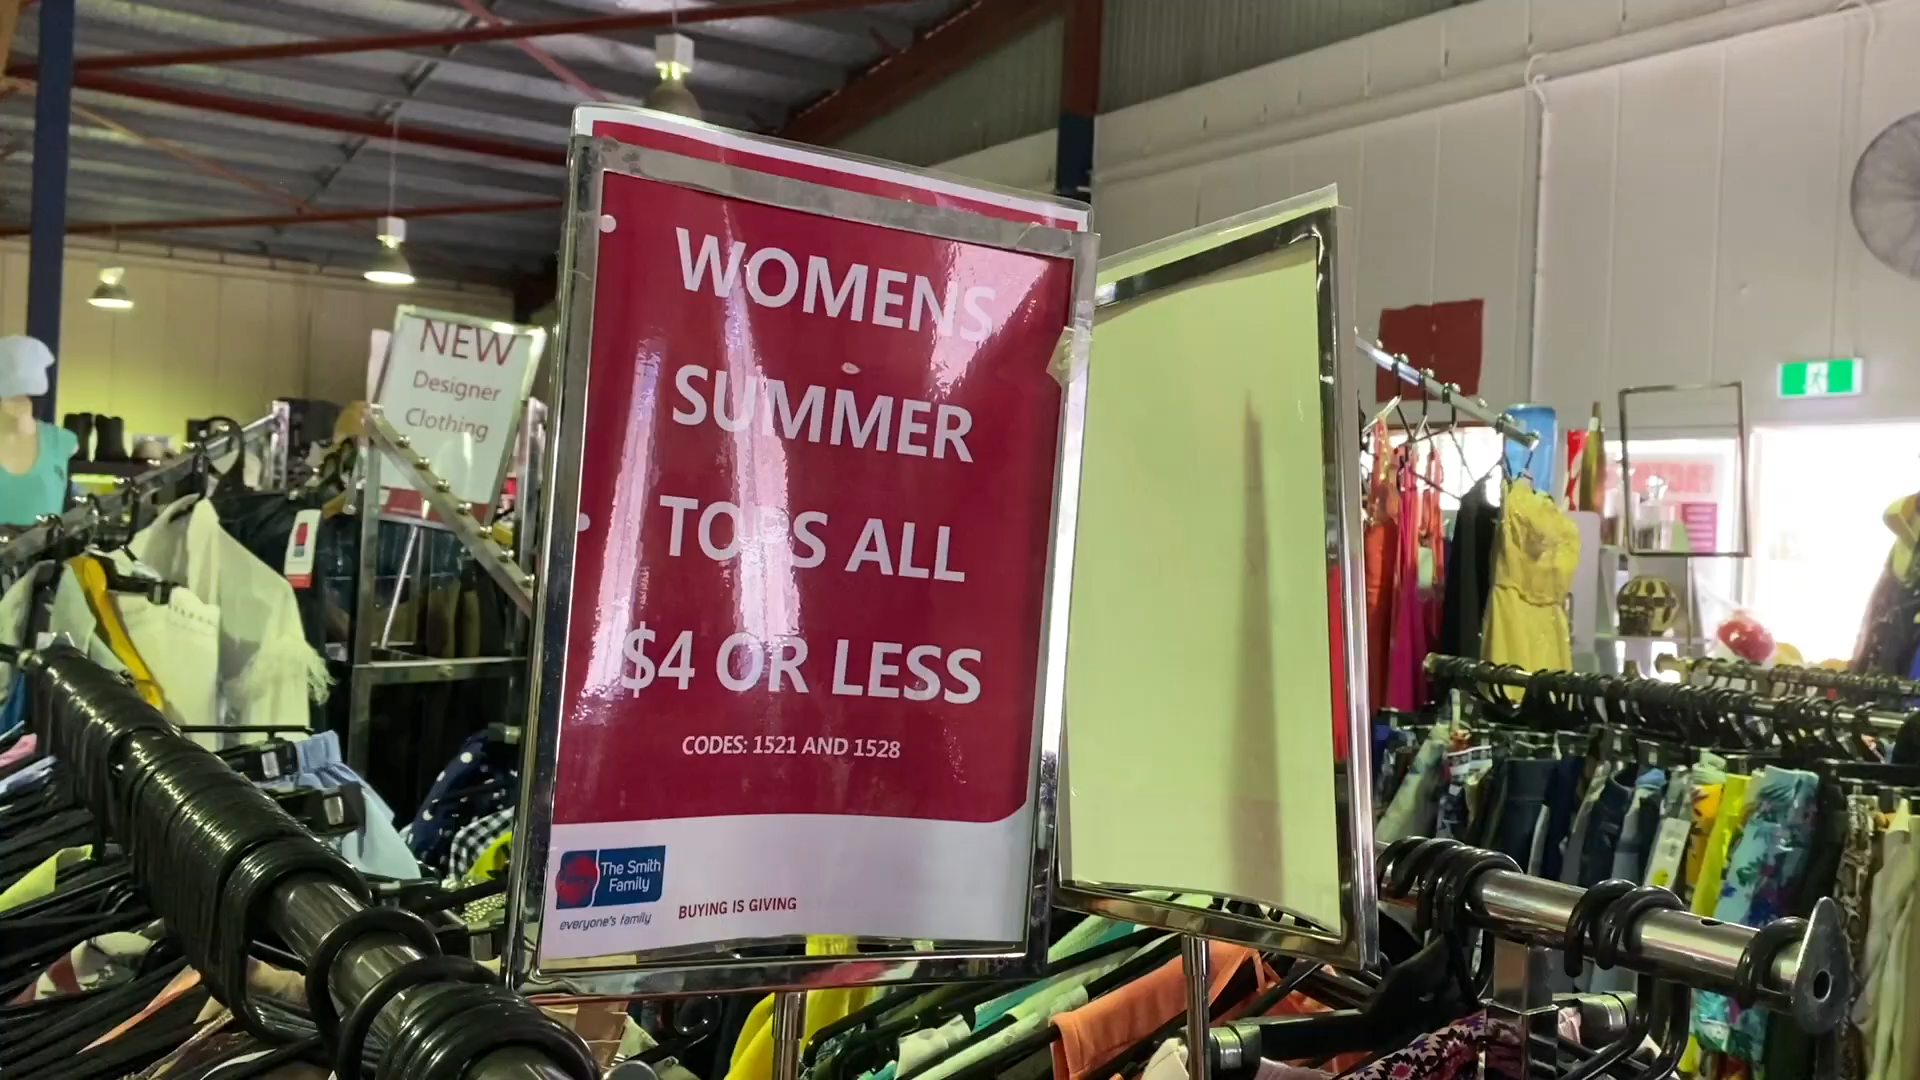 WOMENS
SUMMER
TOPS ALL
$4 OR LESS
CODES: 1521 AND 1528
The Smith
Family
everyone's family
BUYING IS GIVING
NEW
Designer
Clothing